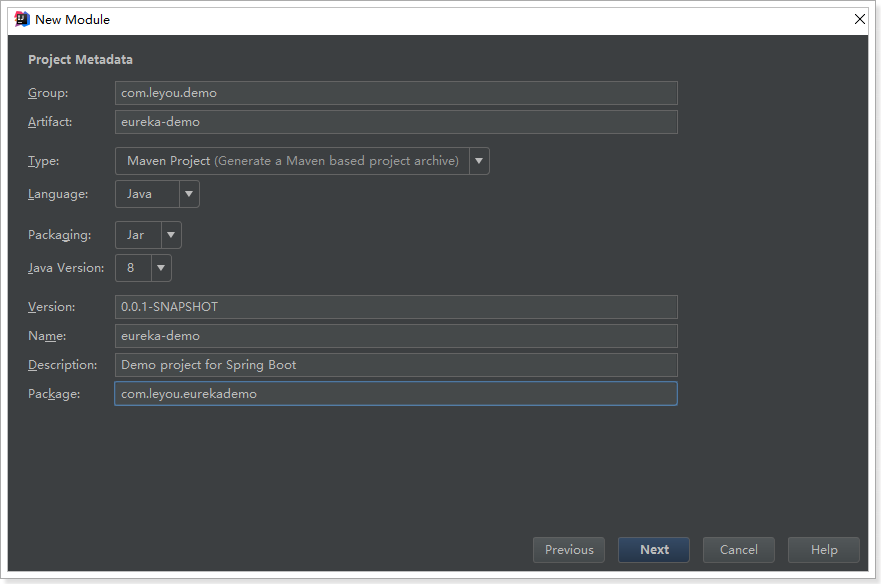 New Module
Project Metadata
Group: com.leyou.demo
Artifact: eureka-demo
Type: Maven Project (Generate a Maven based project archive)
Language: Java
Packaging: Jar
Java Version: 8
Version: 0.0.1-SNAPSHOT
Name: eureka-demo
Description: Demo project for Spring Boot
Package: com.leyou.eurekademo
Previous Next Cancel Help